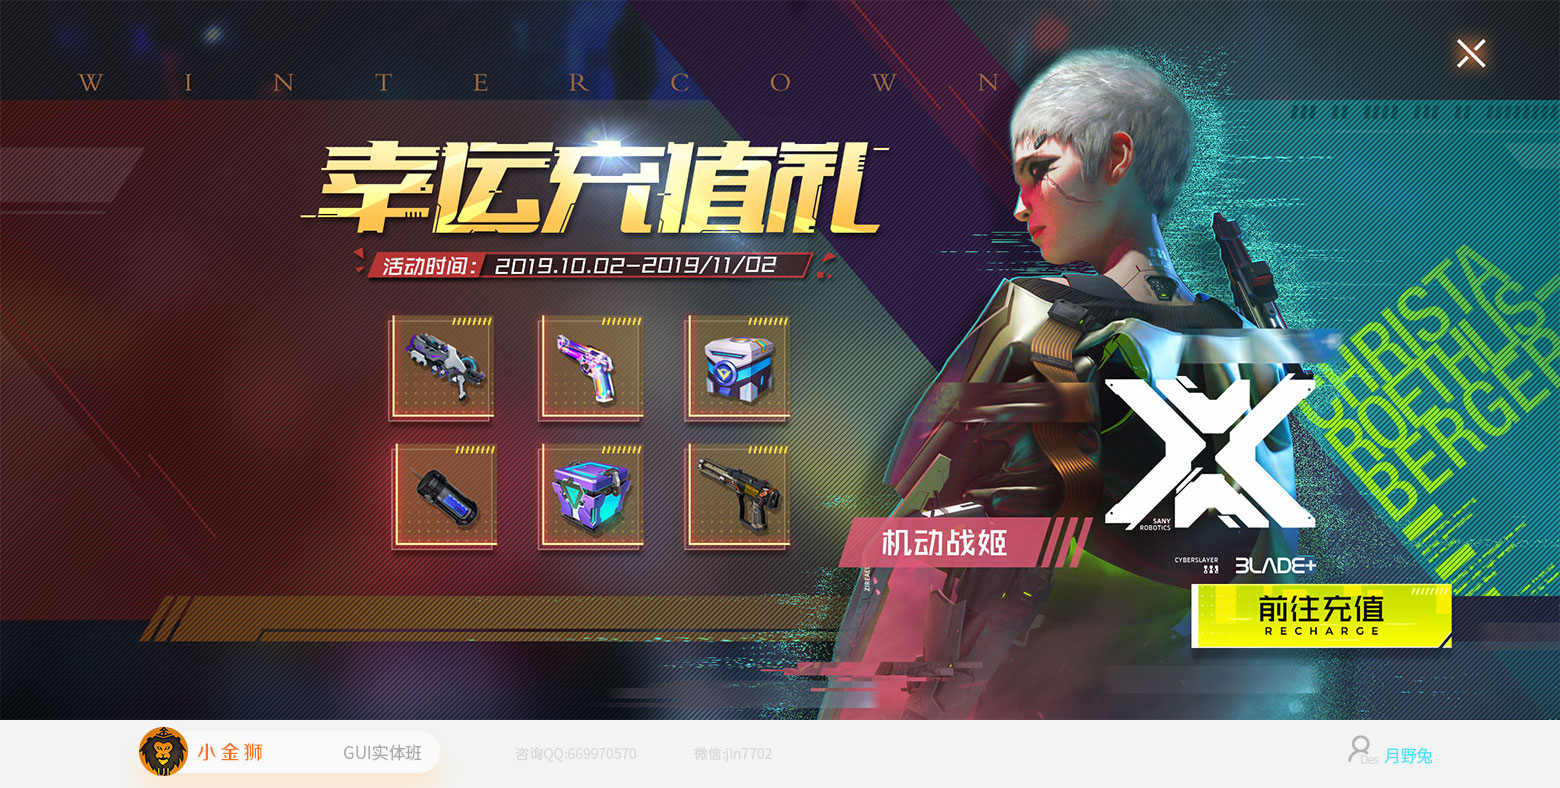 WINTERCOWN
幸运充值礼
活动时间：2019.10.02-2019/11/02
CHRISTA
ROETHLIS-
BERGER
SANY
ROBOTICS
机动战姬
CYBERSLAYER
BLADE+
前往充值
RECHARGE
小金狮
GUI实体班
咨询QQ:669970570
微信:jin7702
Des
月野兔